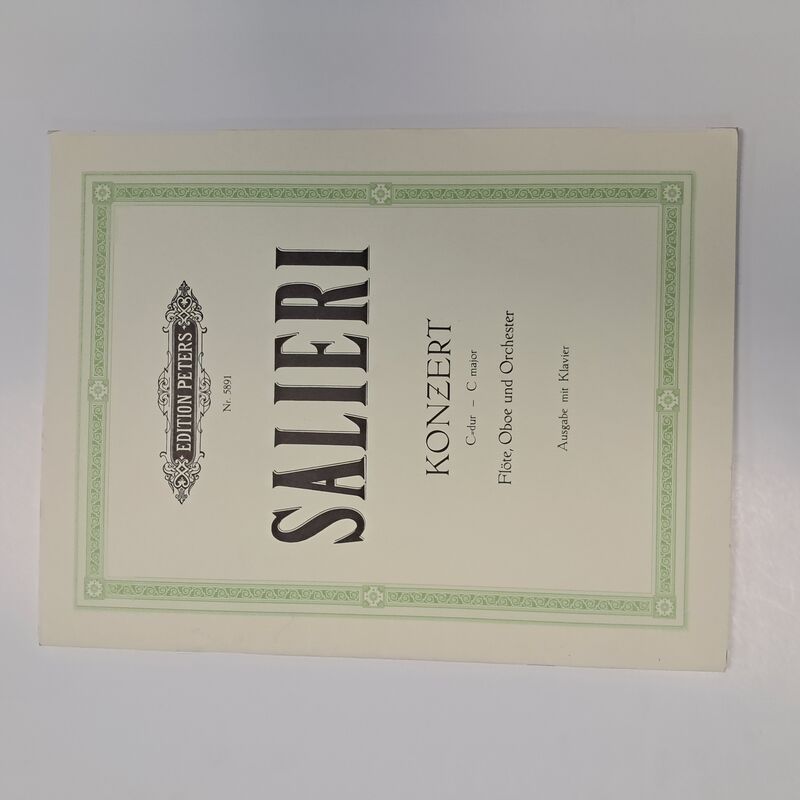 EDITION PETERS
Nr. 5891
SALIERI
KONZERT
C=dur – C major
Flöte, Oboe und Orchester
Ausgabe mit Klavier